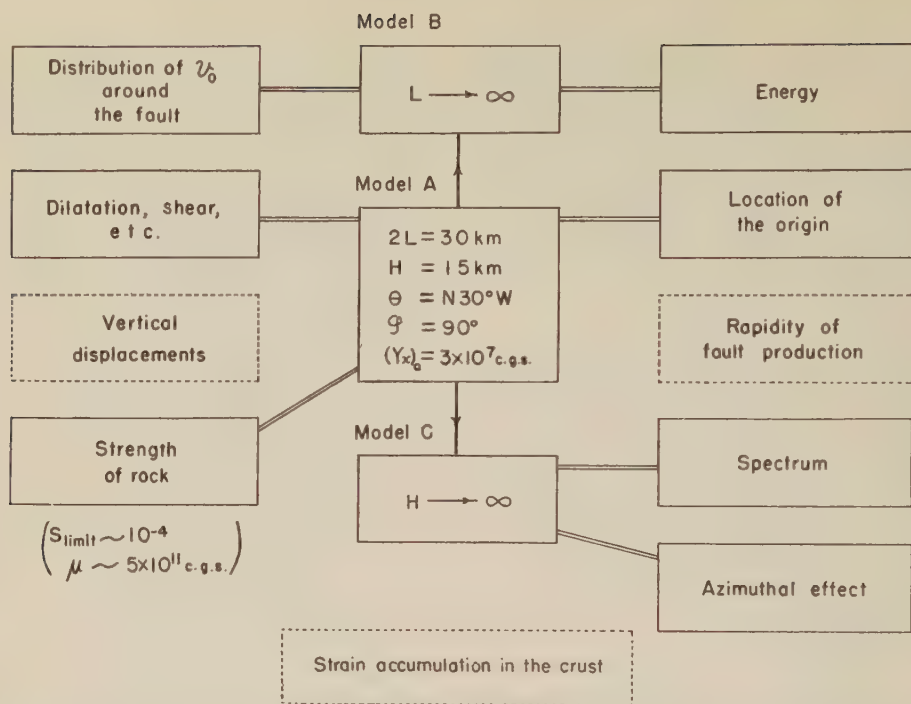 Model B
Distribution of 𝓋₀
around
the fault
L → ∞
Energy
Model A
Dilatation, shear,
etc.
2L = 30 km
H = 15 km
θ = N30°W
φ = 90°
(Yx)₀ = 3×10⁷ c.g.s.
Location of
the origin
Vertical
displacements
Rapidity of
fault production
Model C
Strength
of rock
H → ∞
Spectrum
(S limit ~ 10⁻⁴
μ ~ 5×10¹¹ c.g.s.)
Azimuthal effect
Strain accumulation in the crust